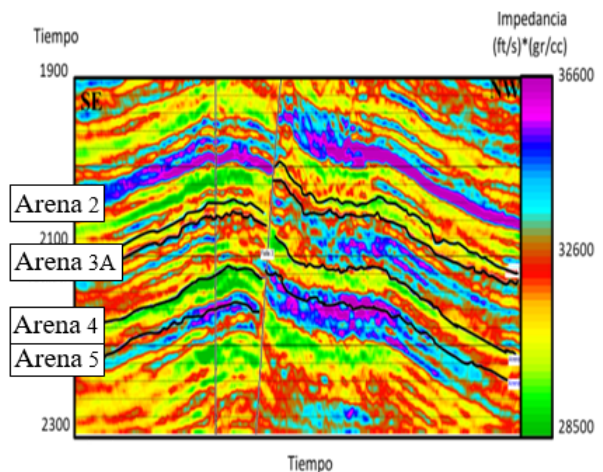 Impedancia
(ft/s)*(gr/cc)
Tiempo
1900
36600
SE
NW
Arena 2
2100
32600
Arena 3A
Arena 4
Arena 5
2300
28500
Tiempo